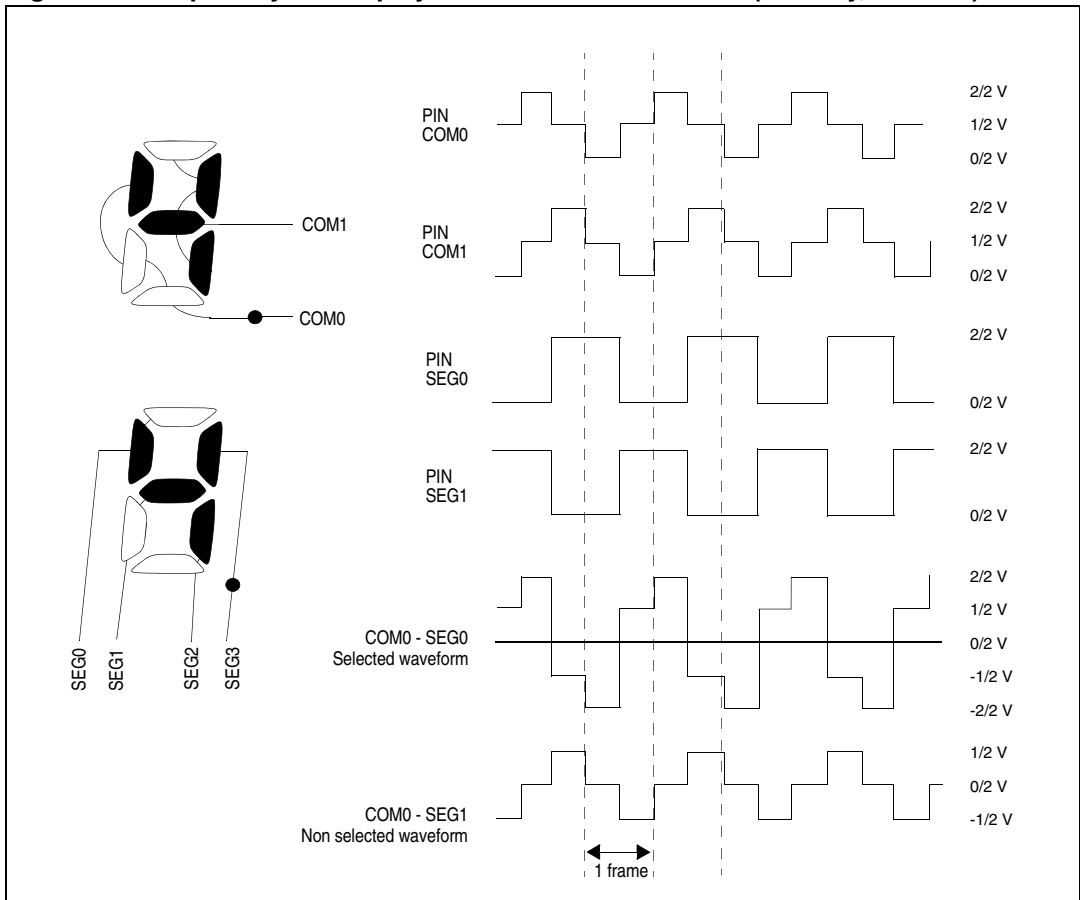 PIN
COM0
2/2 V
1/2 V
0/2 V
COM1
COM0
PIN
COM1
2/2 V
1/2 V
0/2 V
PIN
SEG0
2/2 V
0/2 V
PIN
SEG1
2/2 V
0/2 V
SEG0
SEG1
SEG2
SEG3
COM0 - SEG0
Selected waveform
2/2 V
1/2 V
0/2 V
-1/2 V
-2/2 V
COM0 - SEG1
Non selected waveform
1/2 V
0/2 V
-1/2 V
1 frame